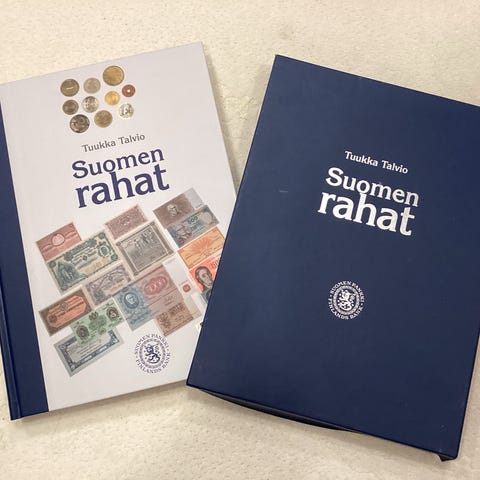 Tuukka Talvio
Suomen
rahat
SUOMEN PANKKI
FINLANDS BANK
Tuukka Talvio
Suomen
rahat
SUOMEN PANKKI
FINLANDS BANK